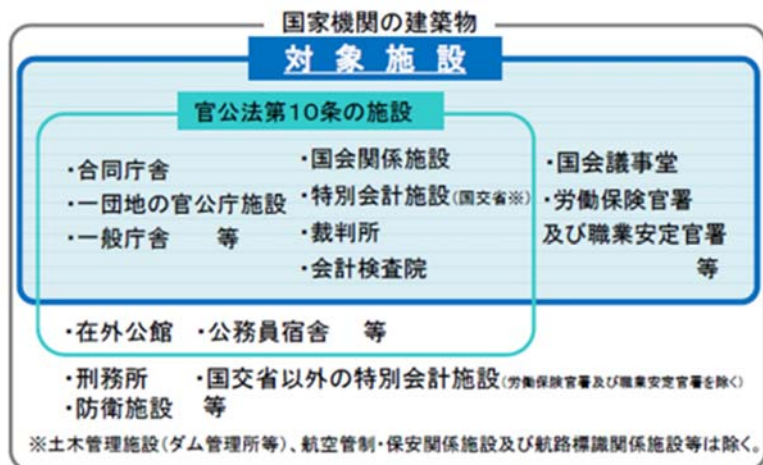 国家機関の建築物
対象施設
官公法第10条の施設
・合同庁舎
・一団地の官公庁施設
・一般庁舎 等
・国会関係施設
・特別会計施設(国交省※)
・裁判所
・会計検査院
・国会議事堂
・労働保険官署
及び職業安定官署
等
・在外公館 ・公務員宿舎 等
・刑務所 ・国交省以外の特別会計施設(労働保険官署及び職業安定官署を除く)
・防衛施設 等
※土木管理施設(ダム管理所等)、航空管制・保安関係施設及び航路標識関係施設等は除く。